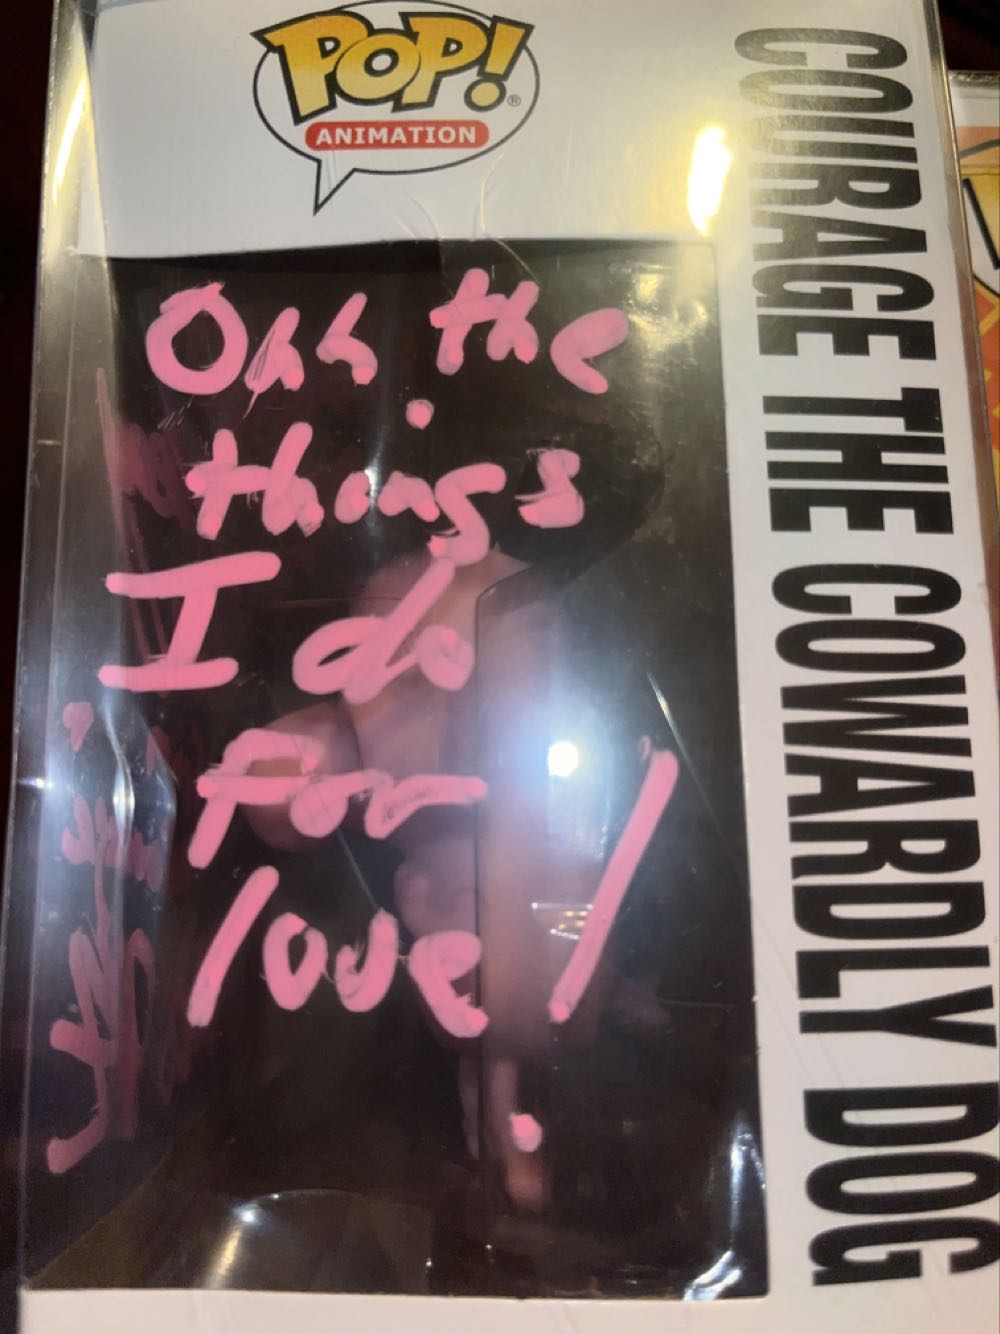 POP!®
ANIMATION
COURAGE THE COWARDLY DOG
Ohh the
things
I do
For
love!